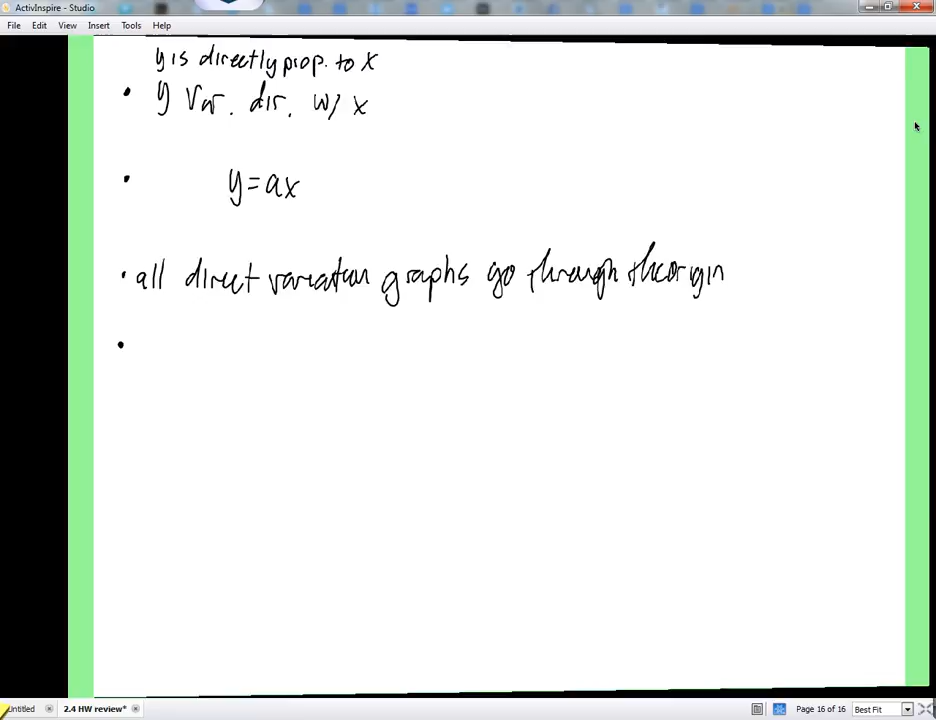 ActivInspire - Studio
File Edit View Insert Tools Help
y is directly prop. to x
• y var. dir. w/ x
• y=ax
• all direct variation graphs go through the origin
•
Untitled 2.4 HW review* Page 16 of 16 Best Fit